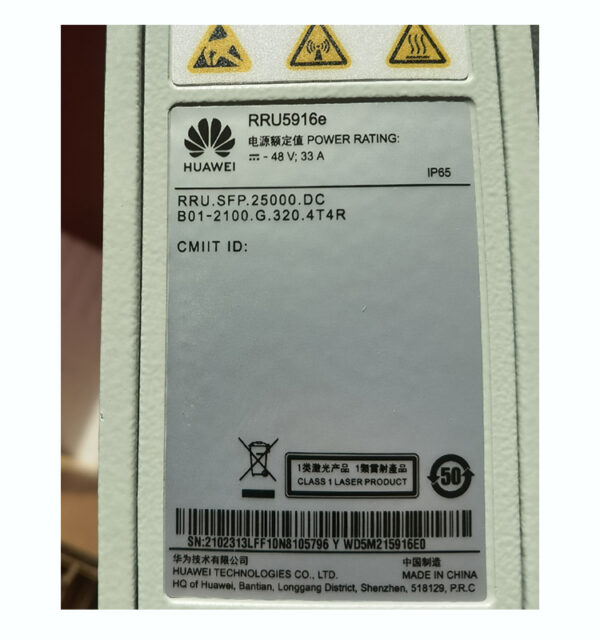 RRU5916e
电源额定值 POWER RATING:
⎓ - 48 V; 33 A
HUAWEI
IP65
RRU.SFP.25000.DC
B01-2100.G.320.4T4R
CMIIT ID:
1类激光产品 1顆雷射產品
CLASS 1 LASER PRODUCT
50
SN:2102313LFF10N8105796 Y WD5M215916E0
华为技术有限公司 中国制造
HUAWEI TECHNOLOGIES CO., LTD. MADE IN CHINA
HQ of Huawei, Bantian, Longgang District, Shenzhen, 518129, P.R.C